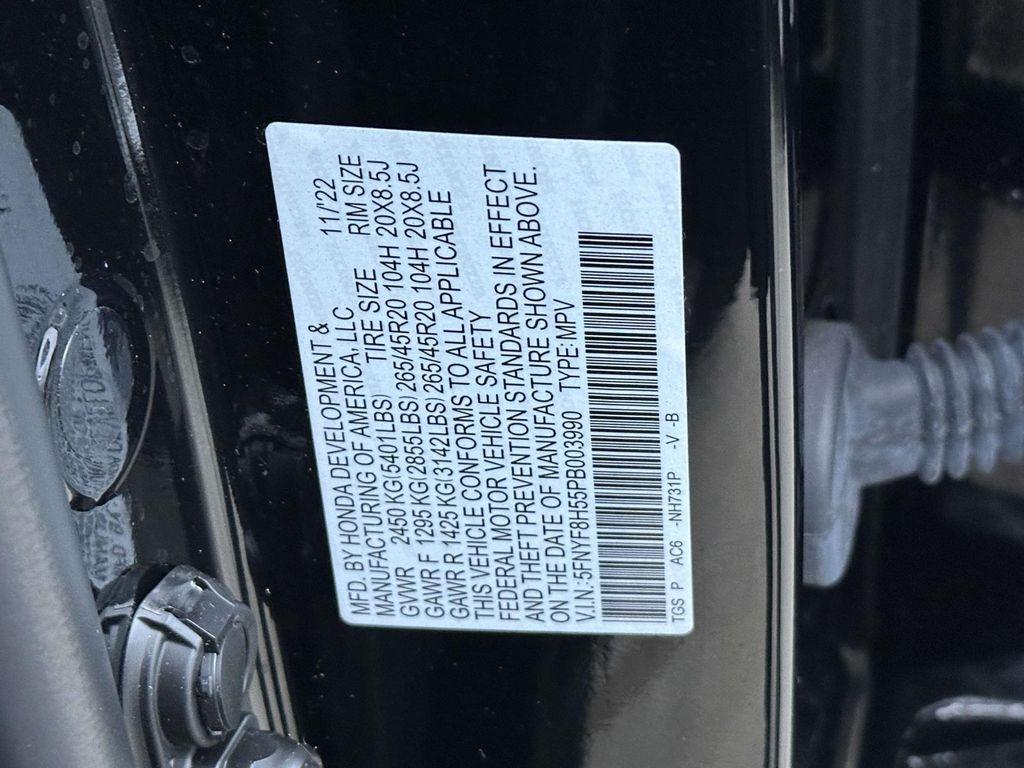 MFD. BY HONDA DEVELOPMENT &
MANUFACTURING OF AMERICA, LLC 11/'22
GVWR 2450 KG(5401LBS) TIRE SIZE RIM SIZE
GAWR F 1295 KG(2855LBS) 265/45R20 104H 20X8.5J
GAWR R 1425 KG(3142LBS) 265/45R20 104H 20X8.5J
THIS VEHICLE CONFORMS TO ALL APPLICABLE
FEDERAL MOTOR VEHICLE SAFETY
AND THEFT PREVENTION STANDARDS IN EFFECT
ON THE DATE OF MANUFACTURE SHOWN ABOVE.
V.I.N.:5FNYF8H55PB003990 TYPE:MPV
TGS P AC6 -NH731P -V -B